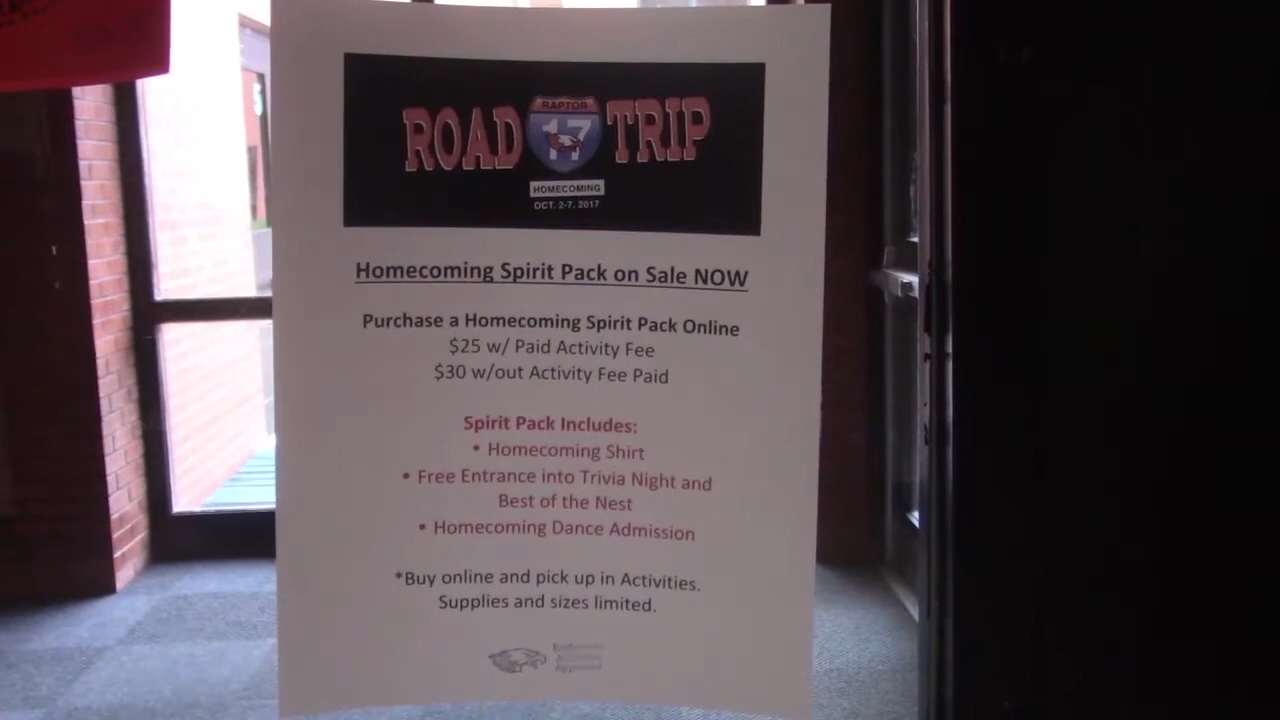 RAPTOR
ROAD 17 TRIP
HOMECOMING
OCT. 2-7, 2017
Homecoming Spirit Pack on Sale NOW
Purchase a Homecoming Spirit Pack Online
$25 w/ Paid Activity Fee
$30 w/out Activity Fee Paid
Spirit Pack Includes:
• Homecoming Shirt
• Free Entrance into Trivia Night and
Best of the Nest
• Homecoming Dance Admission
*Buy online and pick up in Activities.
Supplies and sizes limited.